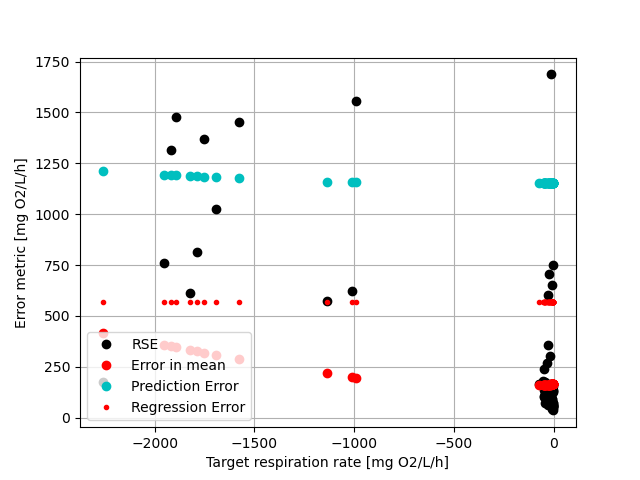 1750
1500
1250
1000
750
500
250
0
Error metric [mg O2/L/h]
RSE
Error in mean
Prediction Error
Regression Error
−2000 −1500 −1000 −500 0
Target respiration rate [mg O2/L/h]